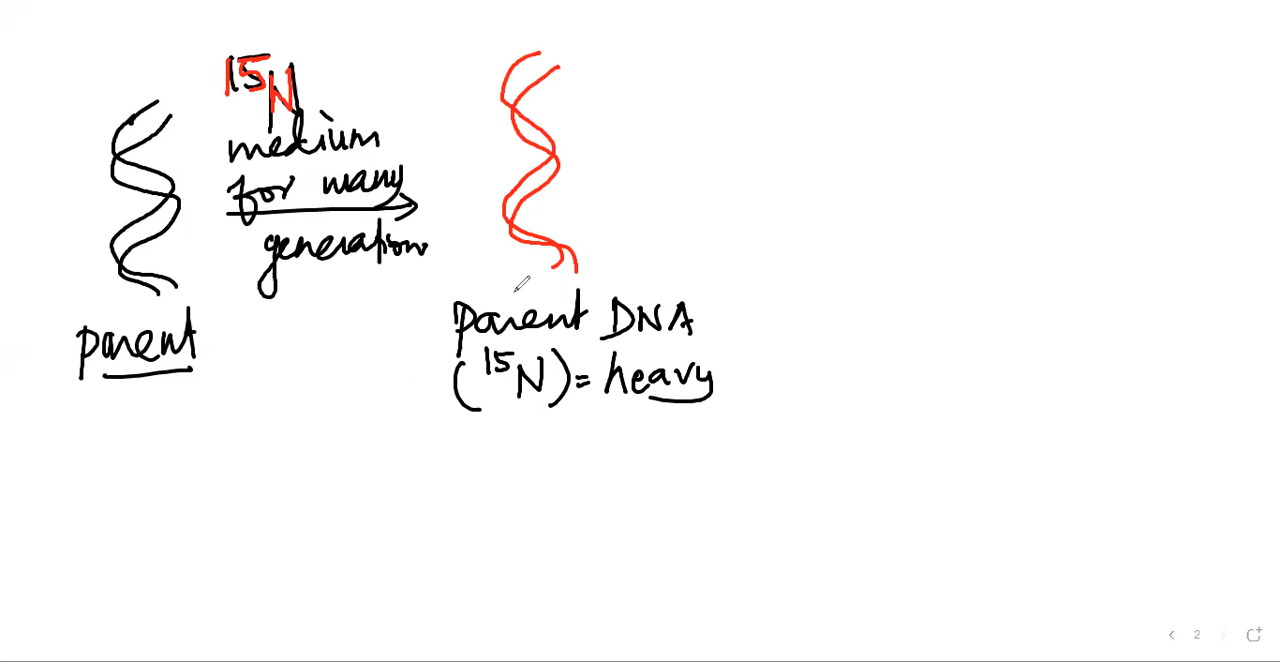 ¹⁵N
medium
for many
generation
parent
parent DNA
(¹⁵N) = heavy
2